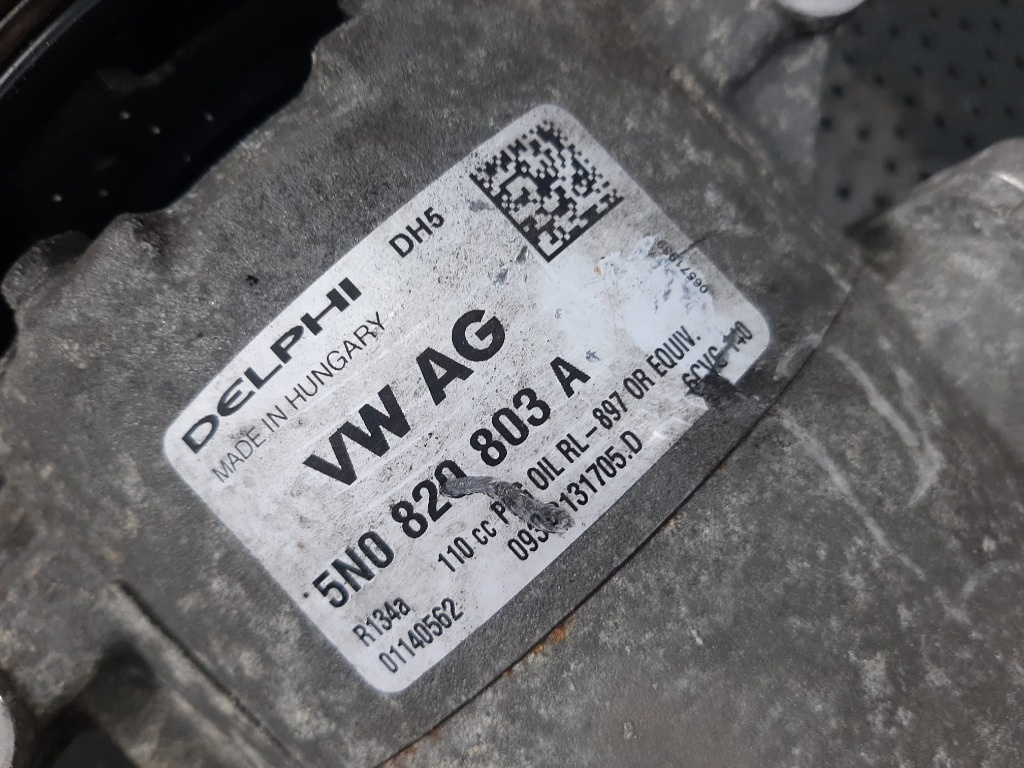 DELPHI DH5
MADE IN HUNGARY
VW AG
5N0 820 803 A
R134a 110 cc OIL RL-897 OR EQUIV.
01140562